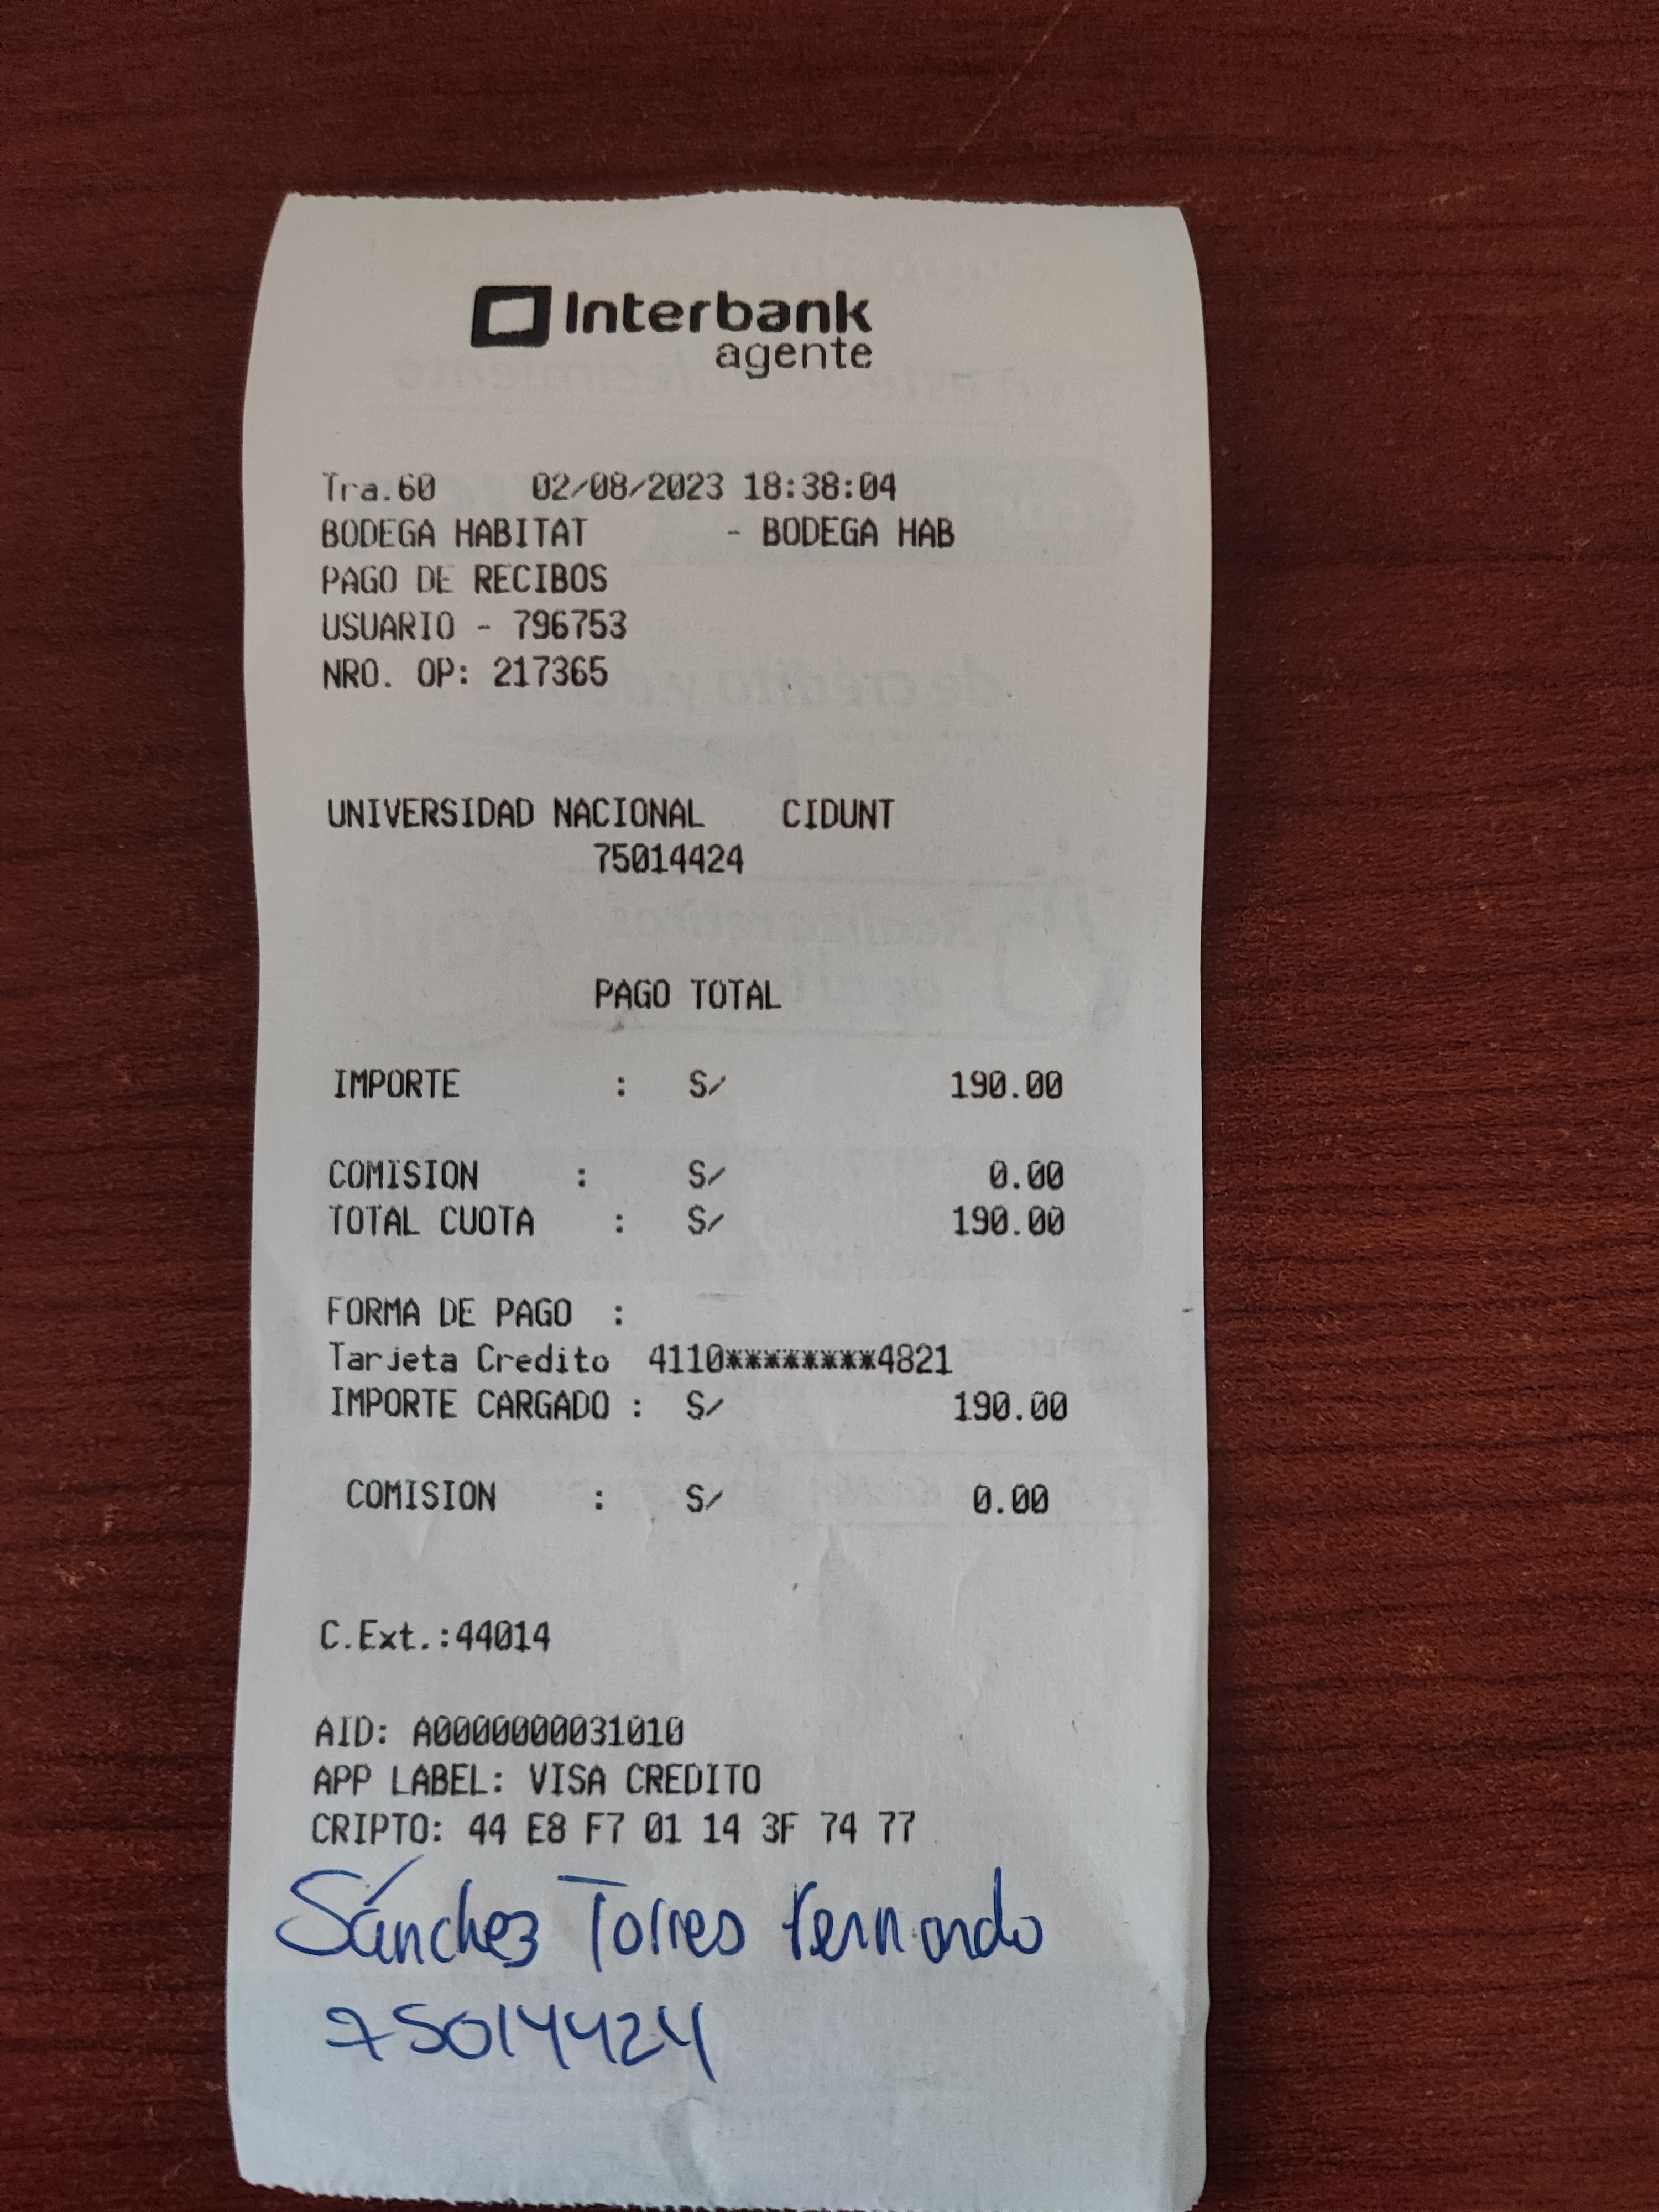 Interbank
agente
Tra.60 02/08/2023 18:38:04
BODEGA HABITAT - BODEGA HAB
PAGO DE RECIBOS
USUARIO - 796753
NRO. OP: 217365
UNIVERSIDAD NACIONAL CIDUNT
75014424
PAGO TOTAL
IMPORTE : S/ 190.00
COMISION : S/ 0.00
TOTAL CUOTA : S/ 190.00
FORMA DE PAGO :
Tarjeta Credito 4110********4821
IMPORTE CARGADO : S/ 190.00
COMISION : S/ 0.00
C.Ext.:44014
AID: A0000000031010
APP LABEL: VISA CREDITO
CRIPTO: 44 E8 F7 01 14 3F 74 77
Sánchez Torres Fernando
75014424